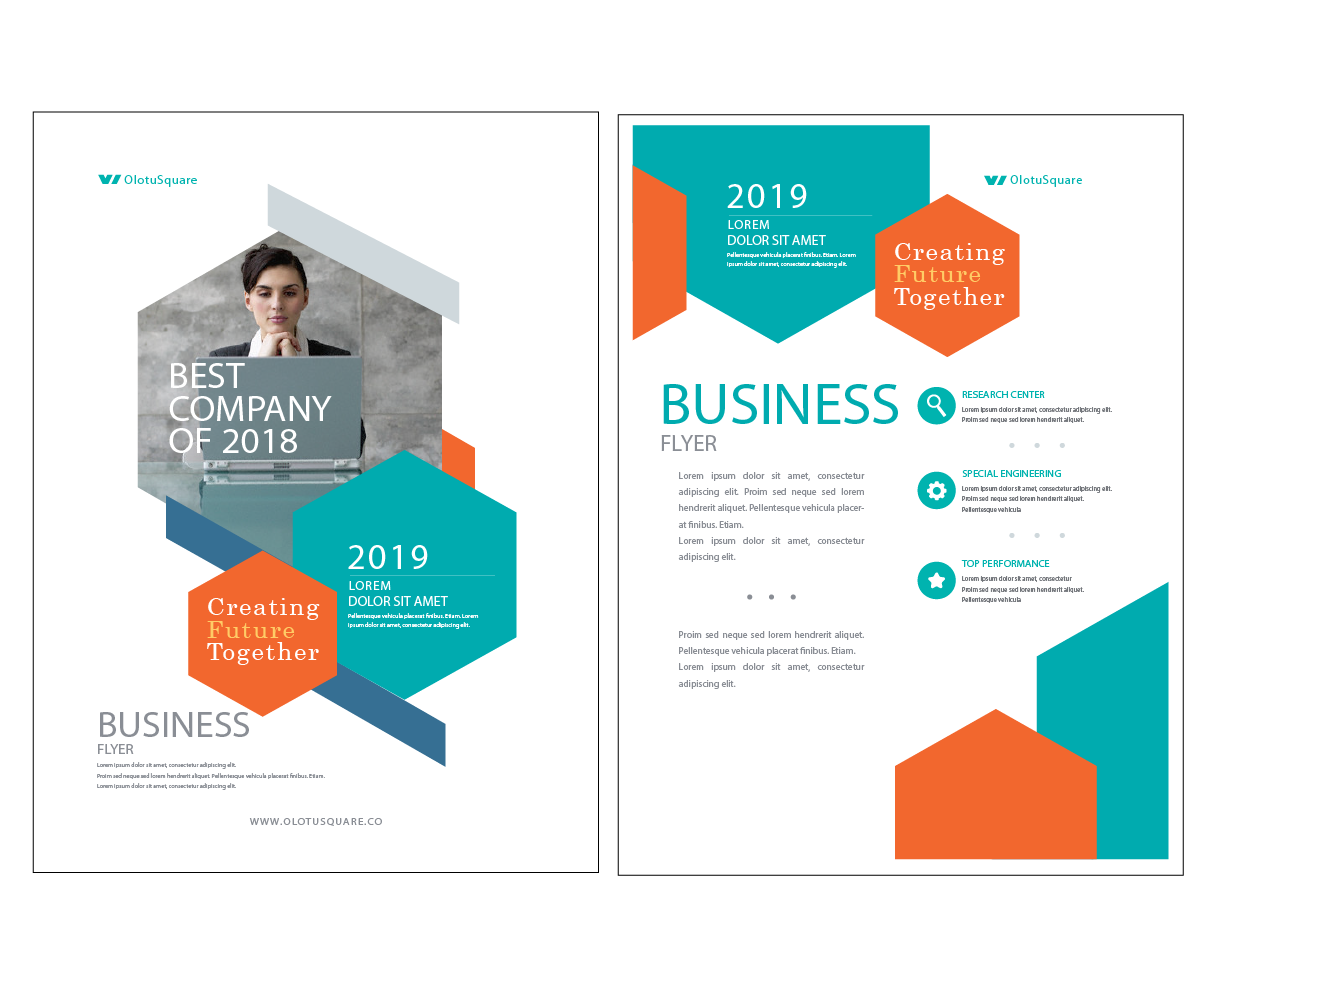 OlotuSquare
BEST
COMPANY
OF 2018
2019
LOREM
DOLOR SIT AMET
Pellentesque vehicula placerat finibus. Etiam. Lorem
ipsum dolor sit amet, consectetur adipiscing elit.
Creating
Future
Together
BUSINESS
FLYER
Lorem ipsum dolor sit amet, consectetur adipiscing elit.
Proim sed neque sed lorem hendrerit aliquet. Pellentesque vehicula placerat finibus. Etiam.
Lorem ipsum dolor sit amet, consectetur adipiscing elit.
WWW.OLOTUSQUARE.CO
2019
LOREM
DOLOR SIT AMET
Pellentesque vehicula placerat finibus. Etiam. Lorem
ipsum dolor sit amet, consectetur adipiscing elit.
OlotuSquare
Creating
Future
Together
BUSINESS
FLYER
Lorem ipsum dolor sit amet, consectetur
adipiscing elit. Proim sed neque sed lorem
hendrerit aliquet. Pellentesque vehicula placer-
at finibus. Etiam.
Lorem ipsum dolor sit amet, consectetur
adipiscing elit.
Proim sed neque sed lorem hendrerit aliquet.
Pellentesque vehicula placerat finibus. Etiam.
Lorem ipsum dolor sit amet, consectetur
adipiscing elit.
RESEARCH CENTER
Lorem ipsum dolor sit amet, consectetur adipiscing elit.
Proim sed neque sed lorem hendrerit aliquet.
SPECIAL ENGINEERING
Lorem ipsum dolor sit amet, consectetur adipiscing elit.
Proim sed neque sed lorem hendrerit aliquet.
Pellentesque vehicula
TOP PERFORMANCE
Lorem ipsum dolor sit amet, consectetur
Proim sed neque sed lorem hendrerit aliquet.
Pellentesque vehicula